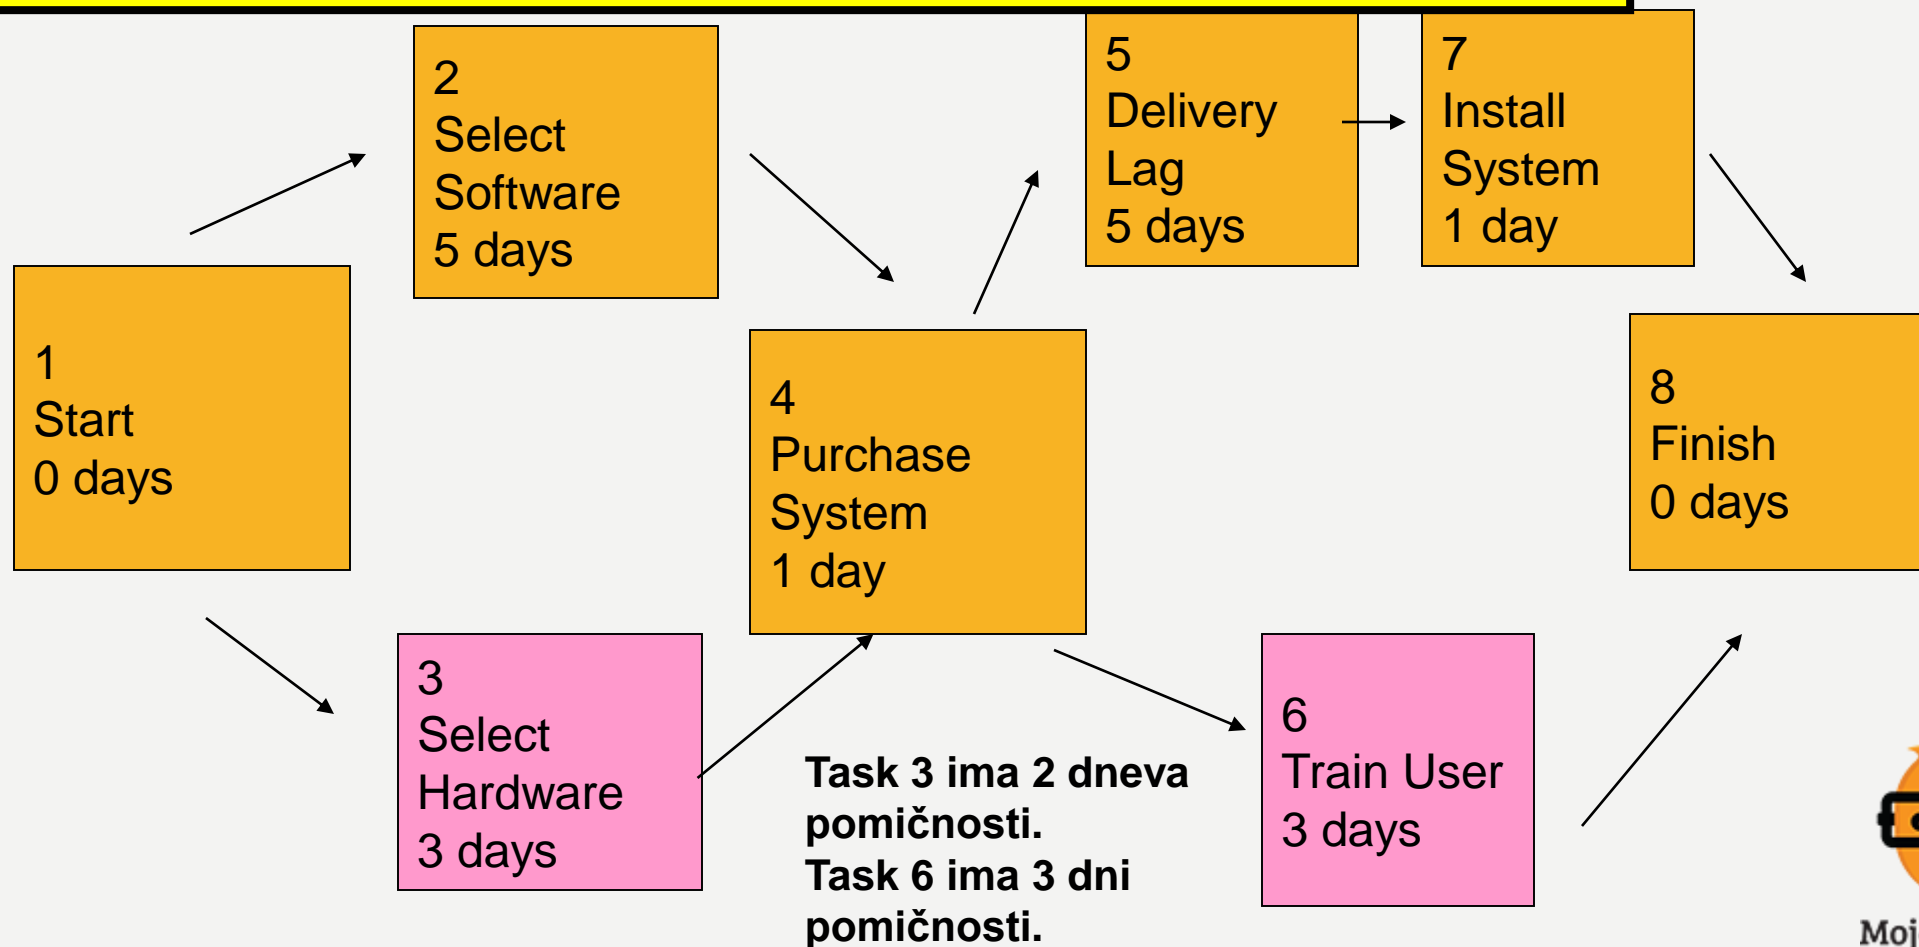 1
Start
0 days
2
Select
Software
5 days
3
Select
Hardware
3 days
4
Purchase
System
1 day
5
Delivery
Lag
5 days
7
Install
System
1 day
6
Train User
3 days
8
Finish
0 days
Task 3 ima 2 dneva
pomičnosti.
Task 6 ima 3 dni
pomičnosti.